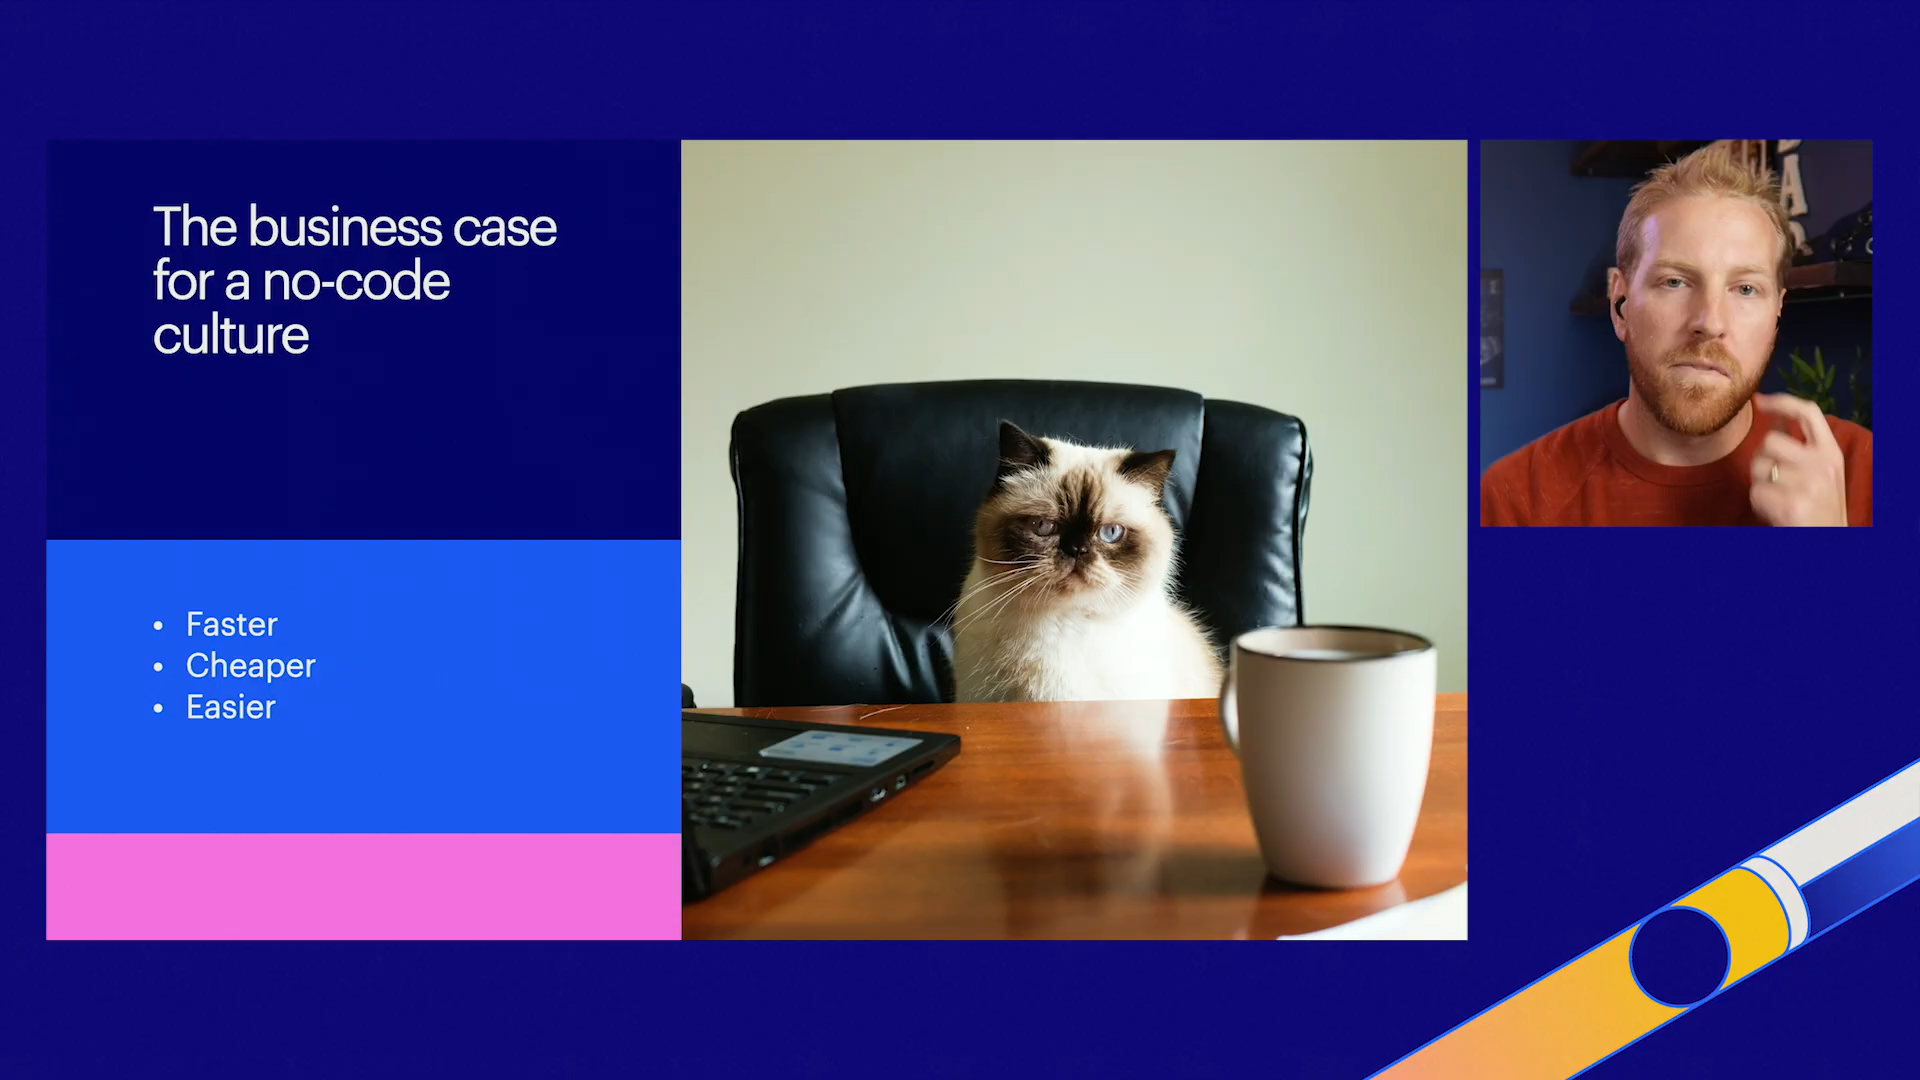 The business case
for a no-code
culture
• Faster
• Cheaper
• Easier